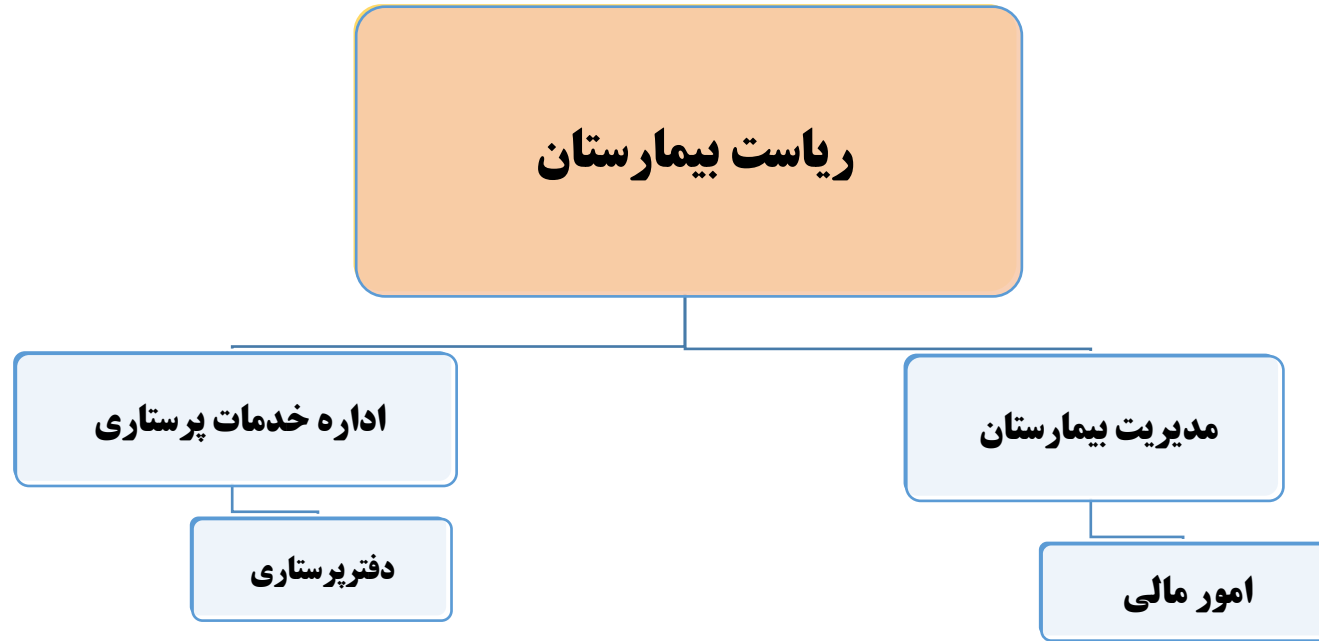 ریاست بیمارستان
مدیریت بیمارستان
اداره خدمات پرستاری
امور مالی
دفترپرستاری